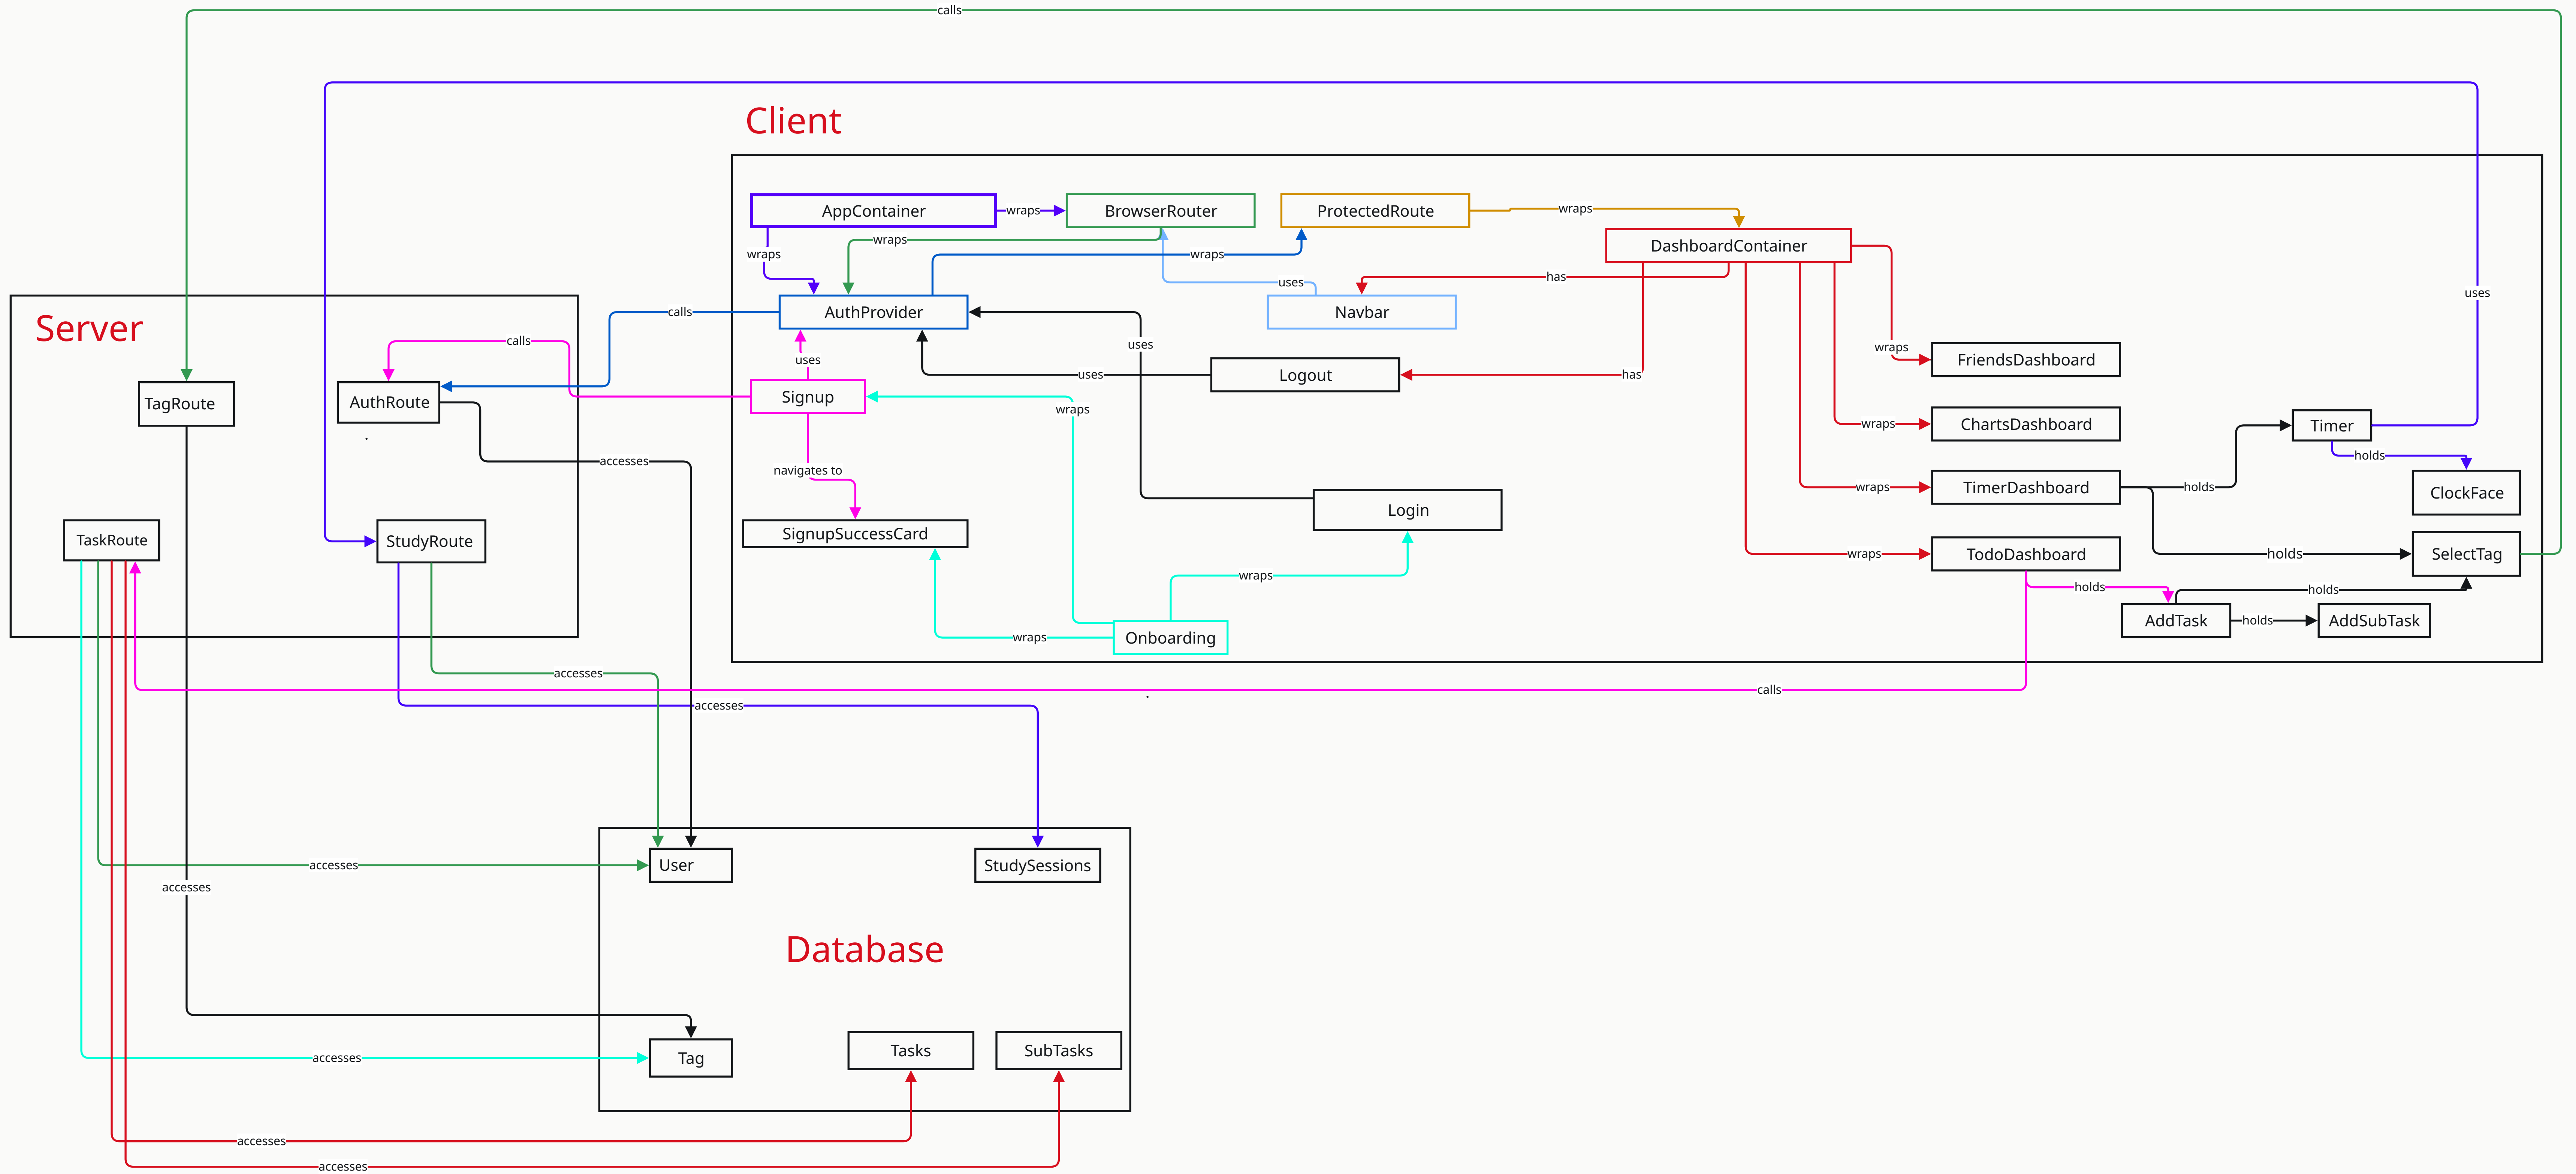 calls
Client
AppContainer
wraps
BrowserRouter
ProtectedRoute
wraps
wraps
DashboardContainer
wraps
wraps
has
uses
uses
Server
calls
AuthProvider
Navbar
calls
uses
uses
wraps
FriendsDashboard
uses
Logout
has
TagRoute
AuthRoute
Signup
wraps
wraps
ChartsDashboard
Timer
accesses
navigates to
holds
wraps
TimerDashboard
holds
ClockFace
TaskRoute
StudyRoute
SignupSuccessCard
Login
wraps
TodoDashboard
holds
SelectTag
wraps
holds
holds
wraps
Onboarding
AddTask
holds
AddSubTask
accesses
calls
accesses
accesses
User
StudySessions
accesses
Database
accesses
Tag
Tasks
SubTasks
accesses
accesses